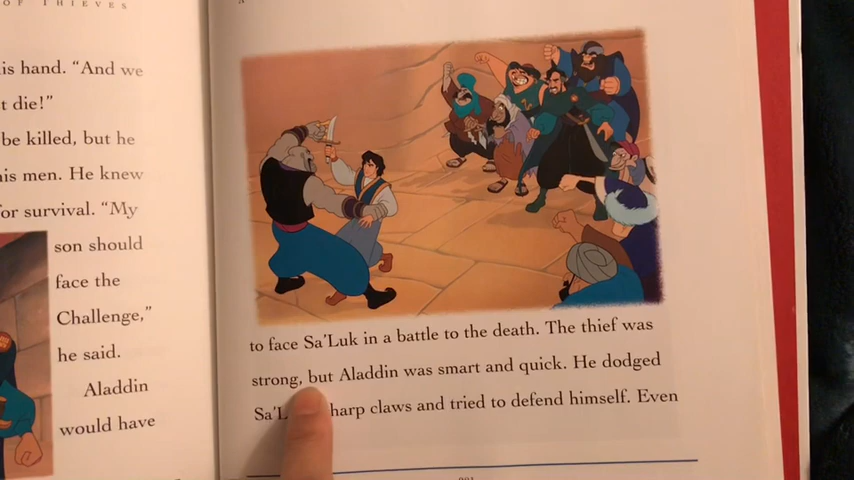 OF THIEVES
is hand. “And we
t die!”
be killed, but he
is men. He knew
or survival. “My
son should
face the
Challenge,”
he said.
Aladdin
would have
to face Sa’Luk in a battle to the death. The thief was
strong, but Aladdin was smart and quick. He dodged
Sa’L harp claws and tried to defend himself. Even